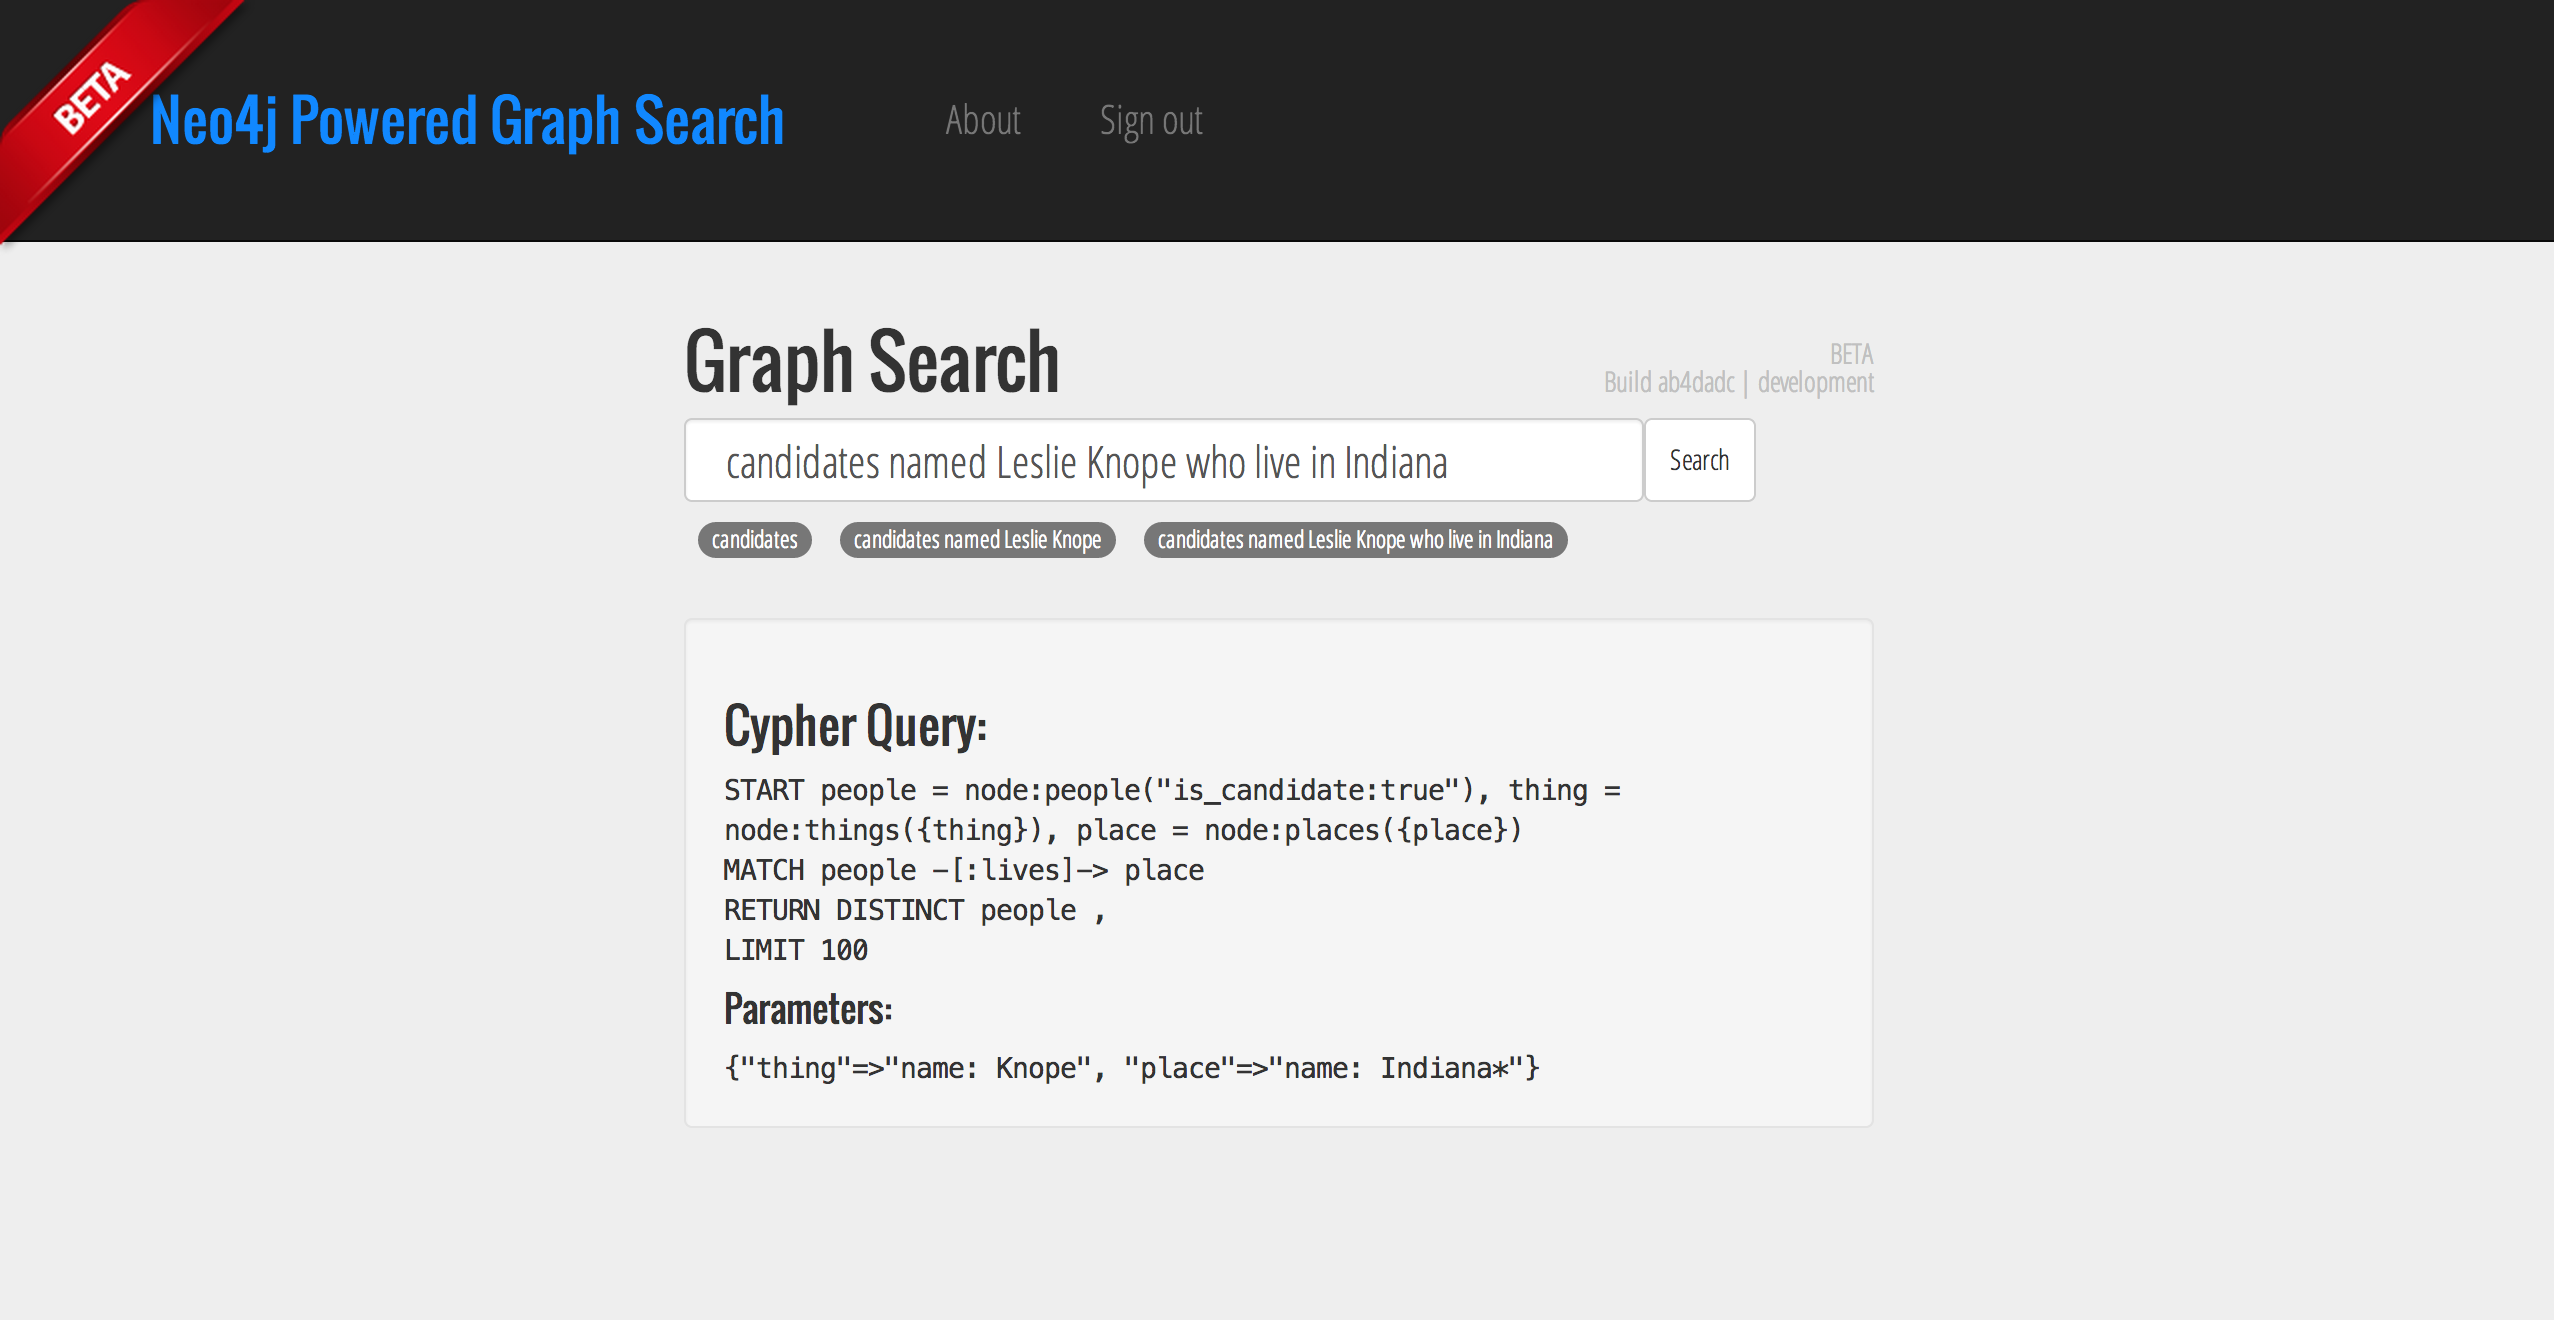 BETA
Neo4j Powered Graph Search
About
Sign out
Graph Search
BETA
Build ab4dadc | development
candidates named Leslie Knope who live in Indiana
Search
candidates
candidates named Leslie Knope
candidates named Leslie Knope who live in Indiana
Cypher Query:
START people = node:people("is_candidate:true"), thing =
node:things({thing}), place = node:places({place})
MATCH people -[:lives]-> place
RETURN DISTINCT people ,
LIMIT 100
Parameters:
{"thing"=>"name: Knope", "place"=>"name: Indiana*"}